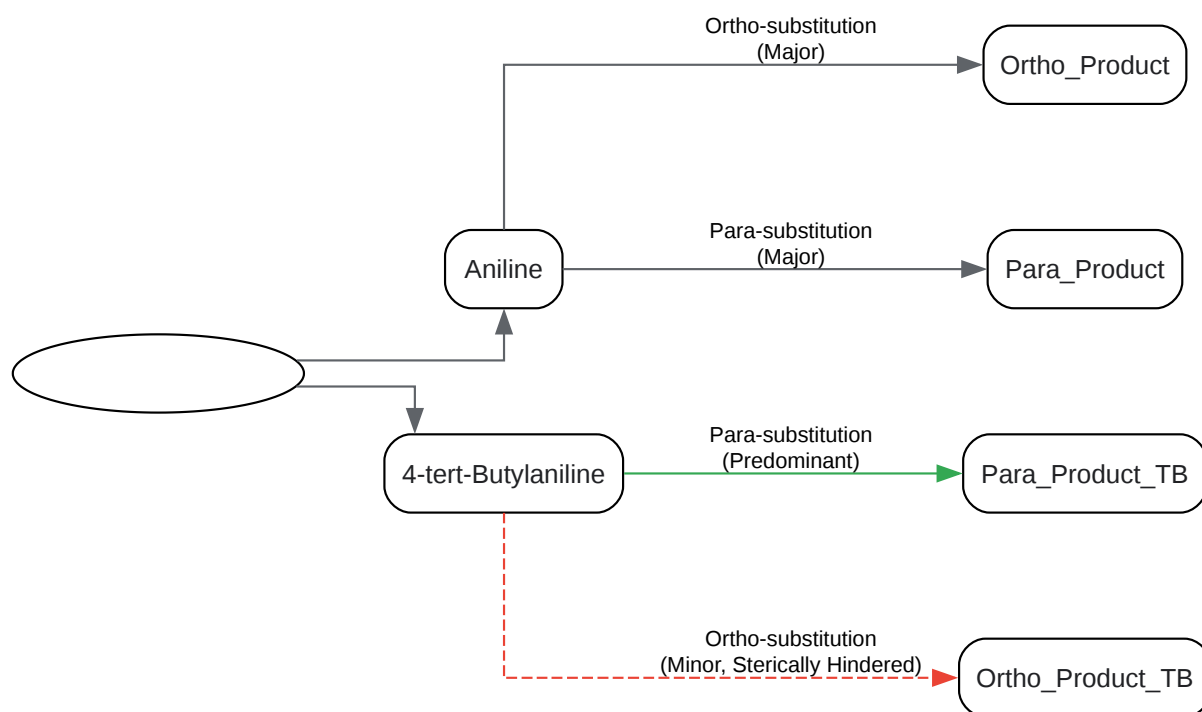 Ortho-substitution
(Major)
Ortho_Product
Para-substitution
(Major)
Aniline
Para_Product
Para-substitution
(Predominant)
4-tert-Butylaniline
Para_Product_TB
Ortho-substitution
(Minor, Sterically Hindered)
Ortho_Product_TB